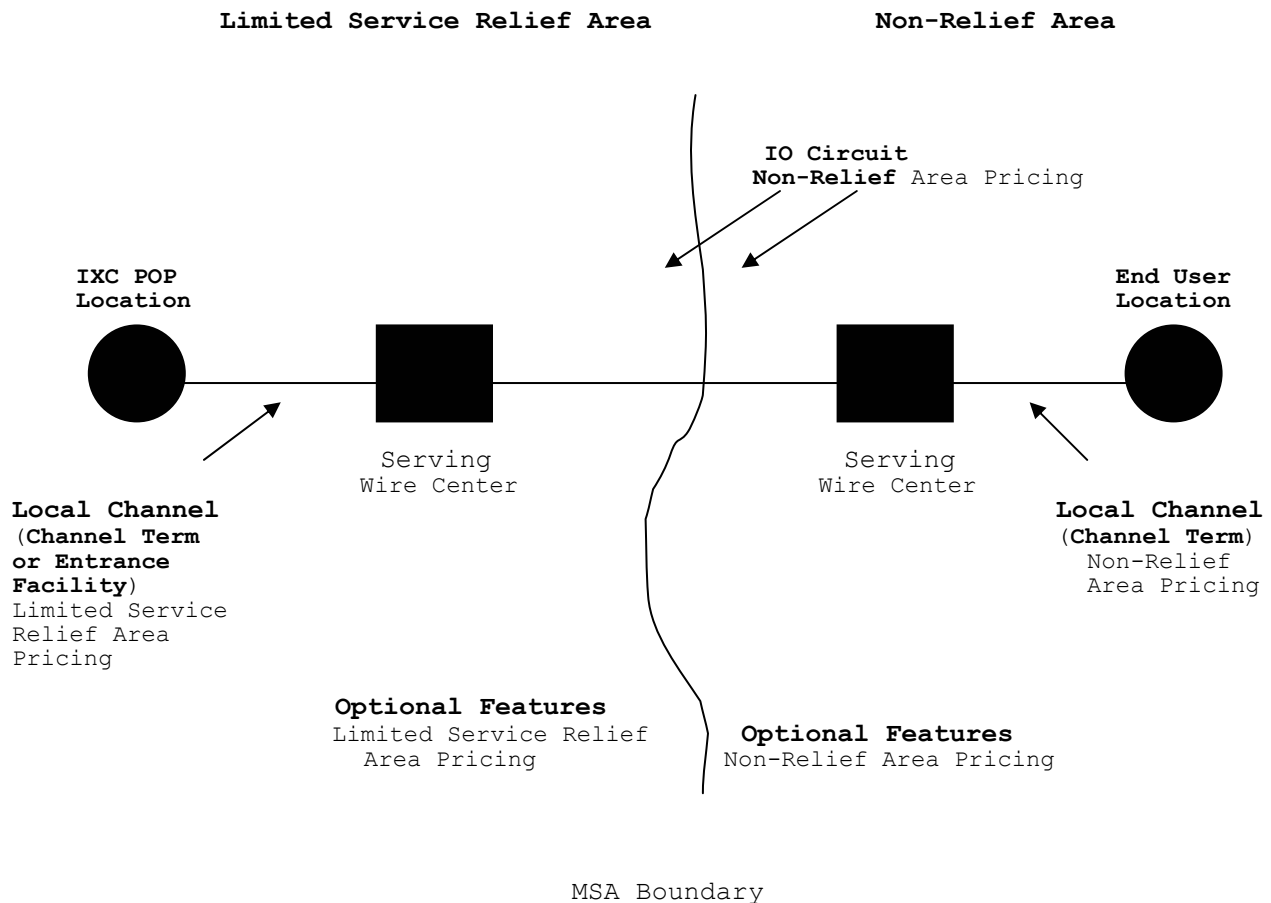 Limited Service Relief Area
Non-Relief Area
IO Circuit
Non-Relief Area Pricing
IXC POP
Location
End User
Location
Serving
Wire Center
Serving
Wire Center
Local Channel
(Channel Term
or Entrance
Facility)
Limited Service
Relief Area
Pricing
Local Channel
(Channel Term)
Non-Relief
Area Pricing
Optional Features
Limited Service Relief
Area Pricing
Optional Features
Non-Relief Area Pricing
MSA Boundary